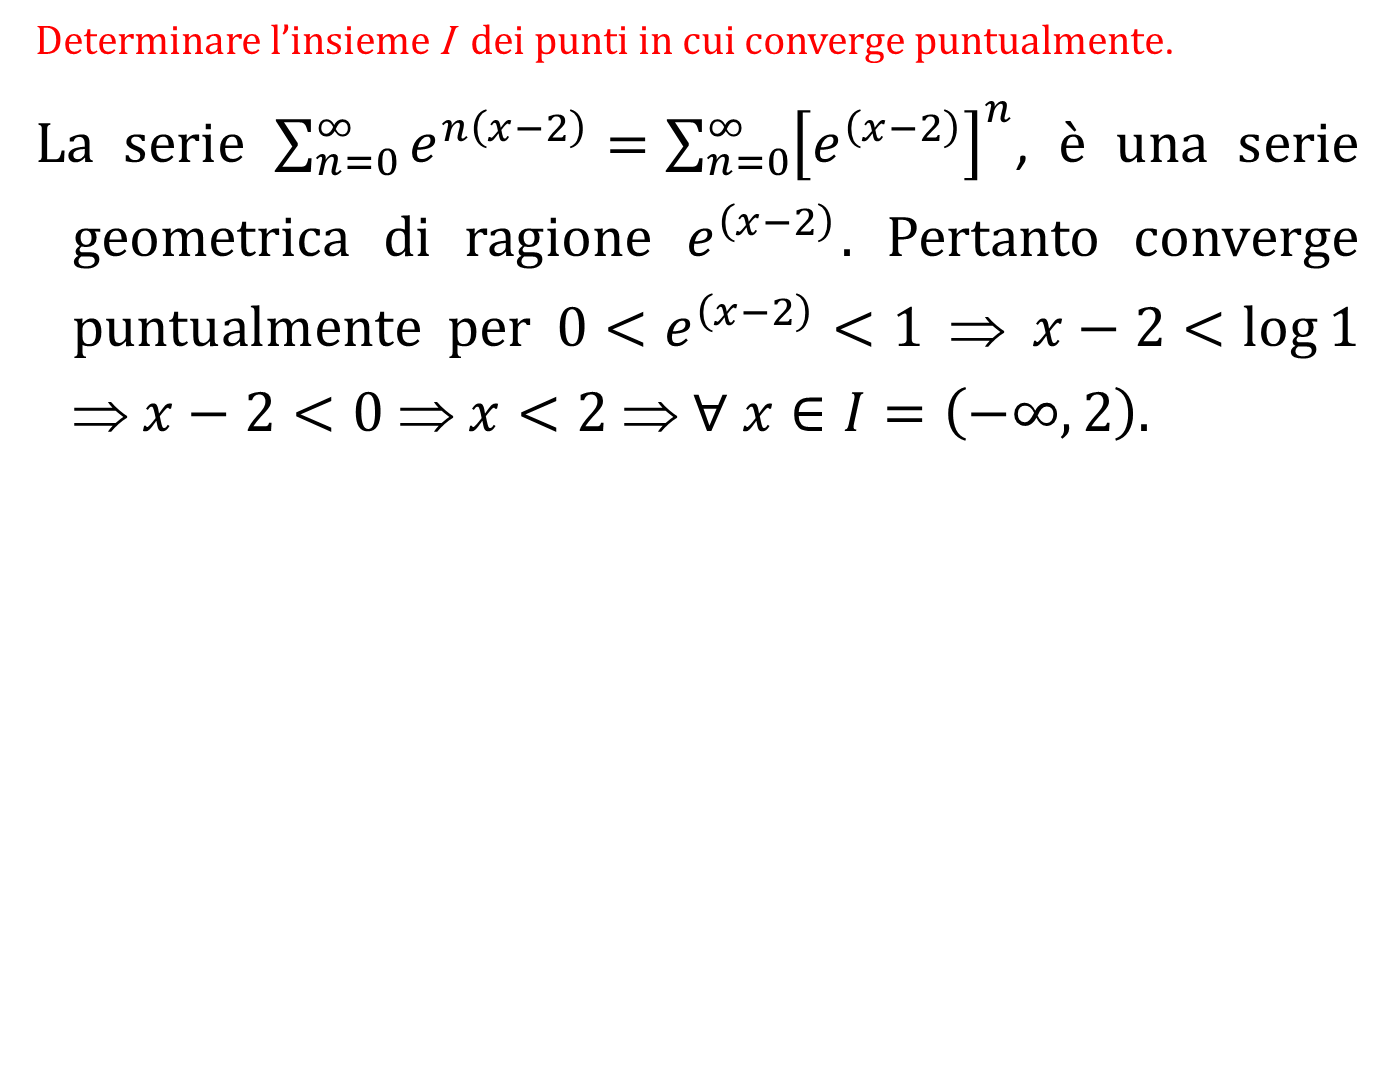 Determinare l’insieme I dei punti in cui converge puntualmente.
La serie ∑_{n=0}^{∞} e^{n(x−2)} = ∑_{n=0}^{∞} [e^{(x−2)}]^n, è una serie
geometrica di ragione e^{(x−2)}. Pertanto converge
puntualmente per 0 < e^{(x−2)} < 1 ⟹ x − 2 < log 1
⟹ x − 2 < 0 ⟹ x < 2 ⟹ ∀ x ∈ I = (−∞, 2).